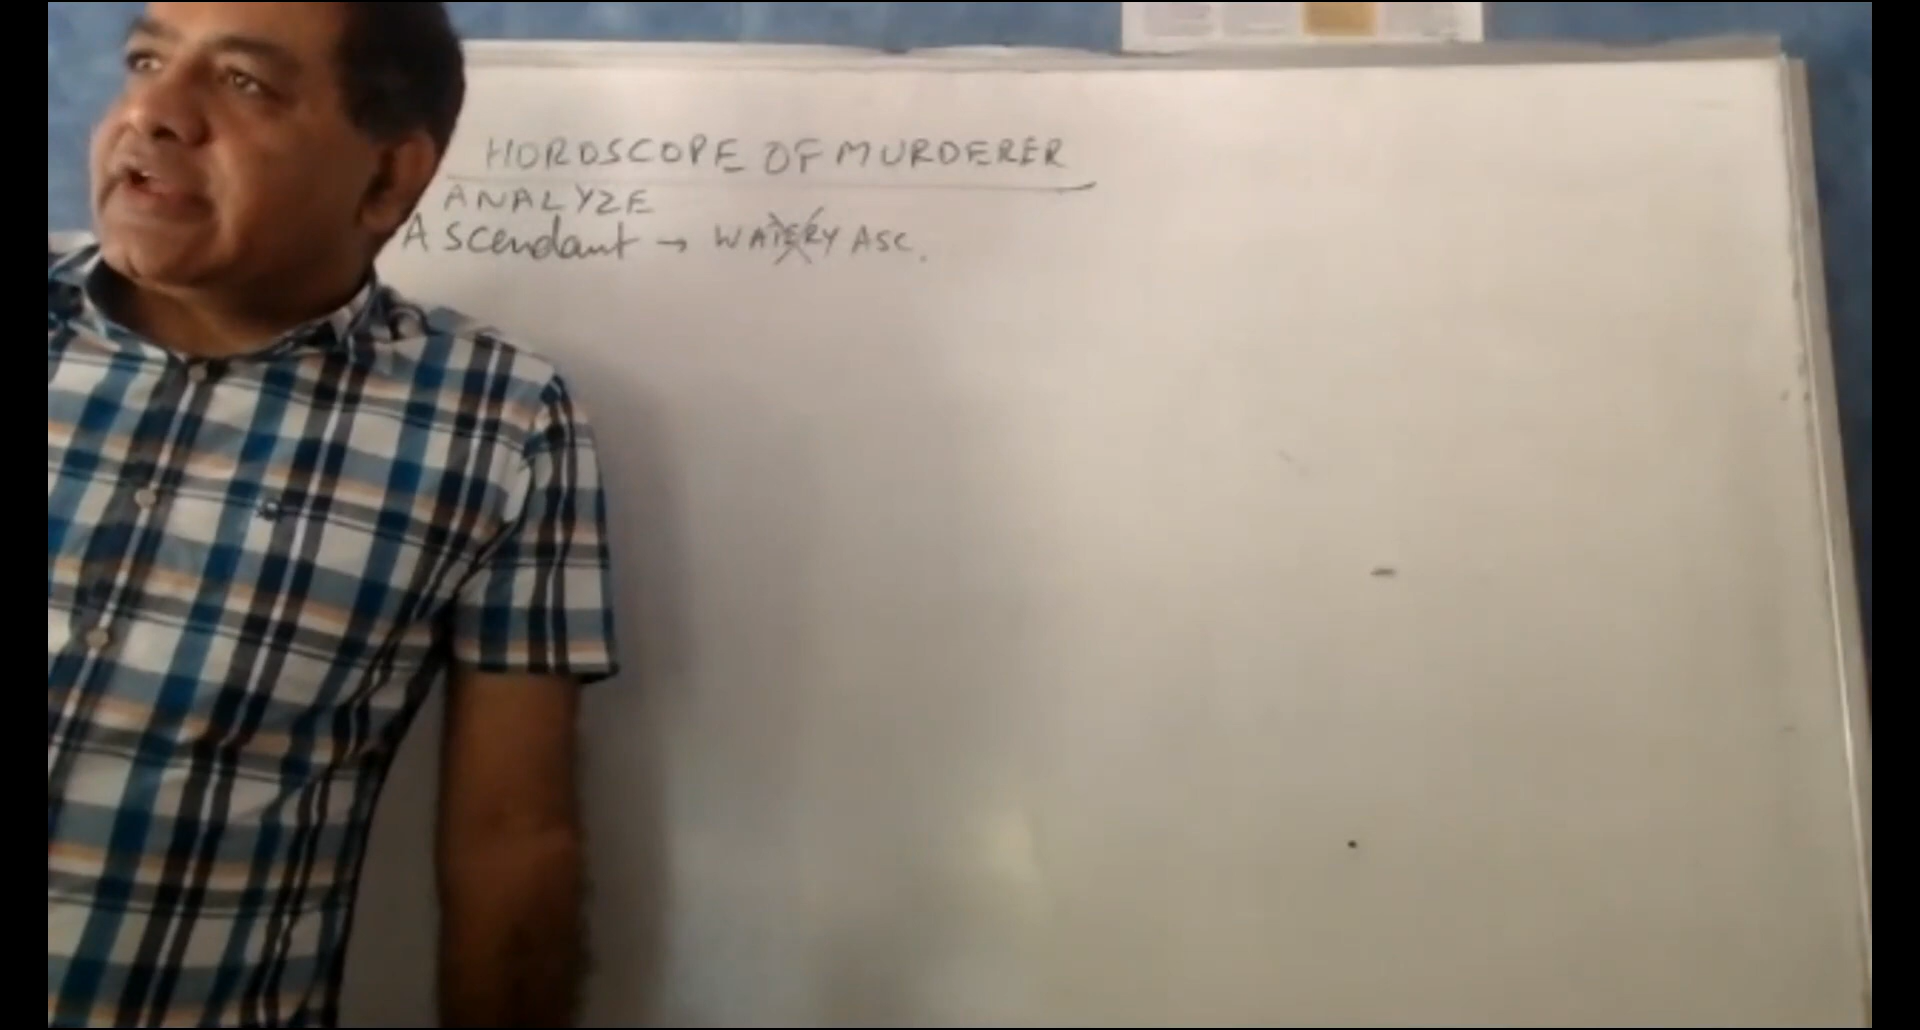 HOROSCOPE OF MURDERER
ANALYZE
Ascendant → WATERY ASC.